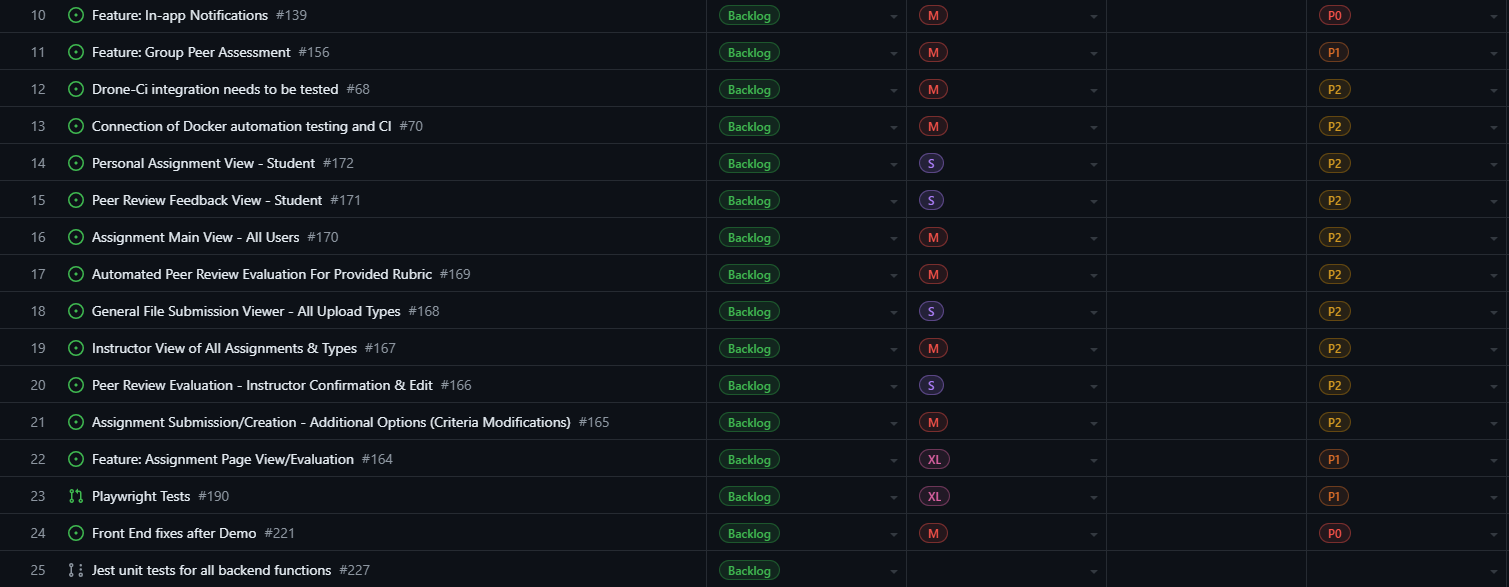 10 Feature: In-app Notifications #139 Backlog M P0
11 Feature: Group Peer Assessment #156 Backlog M P1
12 Drone-Ci integration needs to be tested #68 Backlog M P2
13 Connection of Docker automation testing and CI #70 Backlog M P2
14 Personal Assignment View - Student #172 Backlog S P2
15 Peer Review Feedback View - Student #171 Backlog S P2
16 Assignment Main View - All Users #170 Backlog M P2
17 Automated Peer Review Evaluation For Provided Rubric #169 Backlog M P2
18 General File Submission Viewer - All Upload Types #168 Backlog S P2
19 Instructor View of All Assignments & Types #167 Backlog M P2
20 Peer Review Evaluation - Instructor Confirmation & Edit #166 Backlog S P2
21 Assignment Submission/Creation - Additional Options (Criteria Modifications) #165 Backlog M P2
22 Feature: Assignment Page View/Evaluation #164 Backlog XL P1
23 Playwright Tests #190 Backlog XL P1
24 Front End fixes after Demo #221 Backlog M P0
25 Jest unit tests for all backend functions #227 Backlog